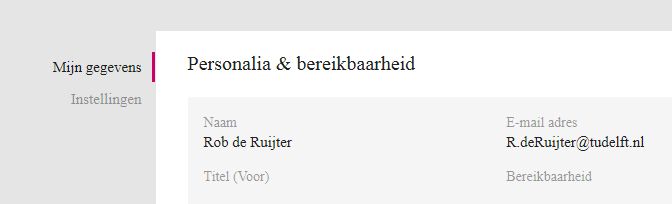 Mijn gegevens
Instellingen
Personalia & bereikbaarheid
Naam
Rob de Ruijter
E-mail adres
R.deRuijter@tudelft.nl
Titel (Voor)
Bereikbaarheid